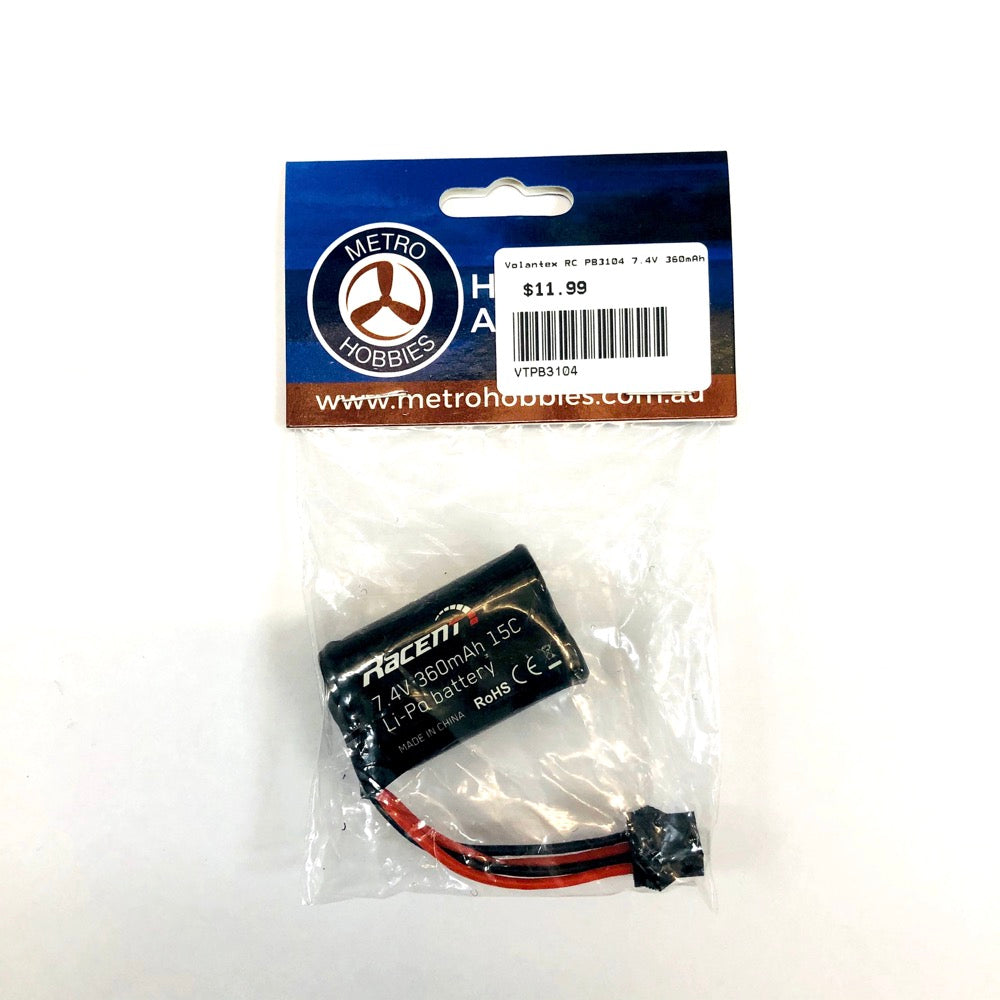 METRO
HOBBIES
H
A
Volantex RC PB3104 7.4V 360mAh
$11.99
VTPB3104
www.metrohobbies.com.au
Racent
7.4V 360mAh 15C
Li-Po battery
MADE IN CHINA
RoHS CE